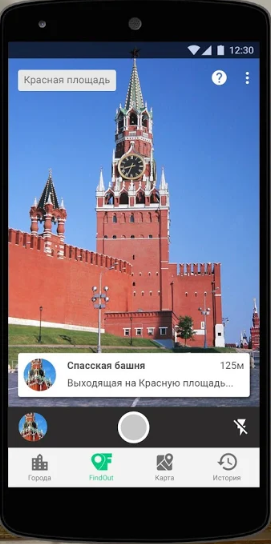 12:30
Красная площадь
?
Спасская башня 125м
Выходящая на Красную площадь...
Города FindOut Карта История